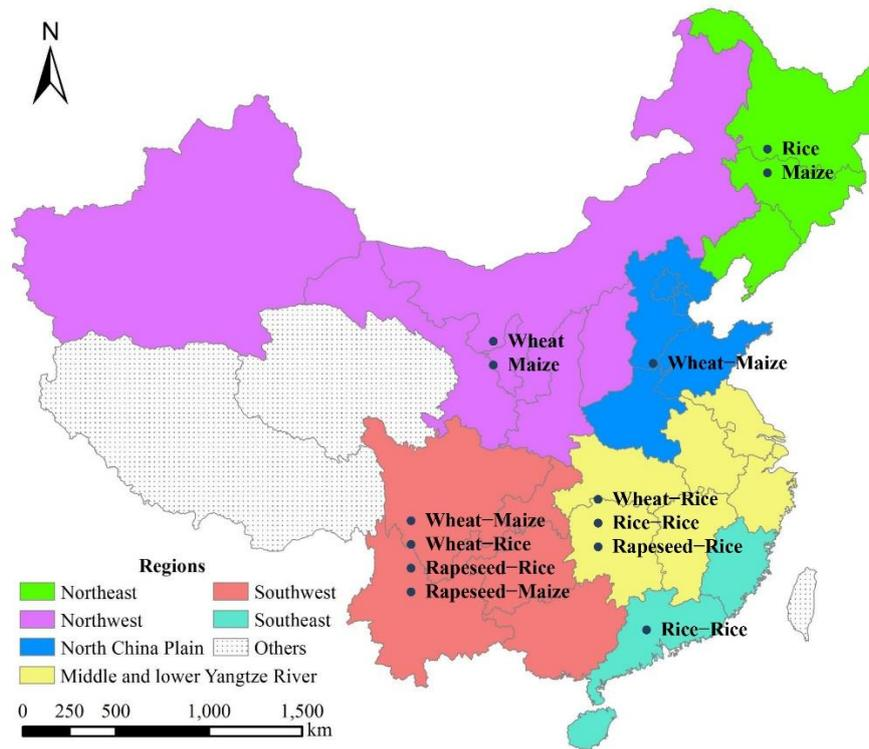 N
Rice
Maize
Wheat
Maize
Wheat–Maize
Wheat–Rice
Rice–Rice
Rapeseed–Rice
Wheat–Maize
Wheat–Rice
Rapeseed–Rice
Rapeseed–Maize
Rice–Rice
Regions
Northeast
Southwest
Northwest
Southeast
North China Plain
Others
Middle and lower Yangtze River
0 250 500 1,000 1,500
km